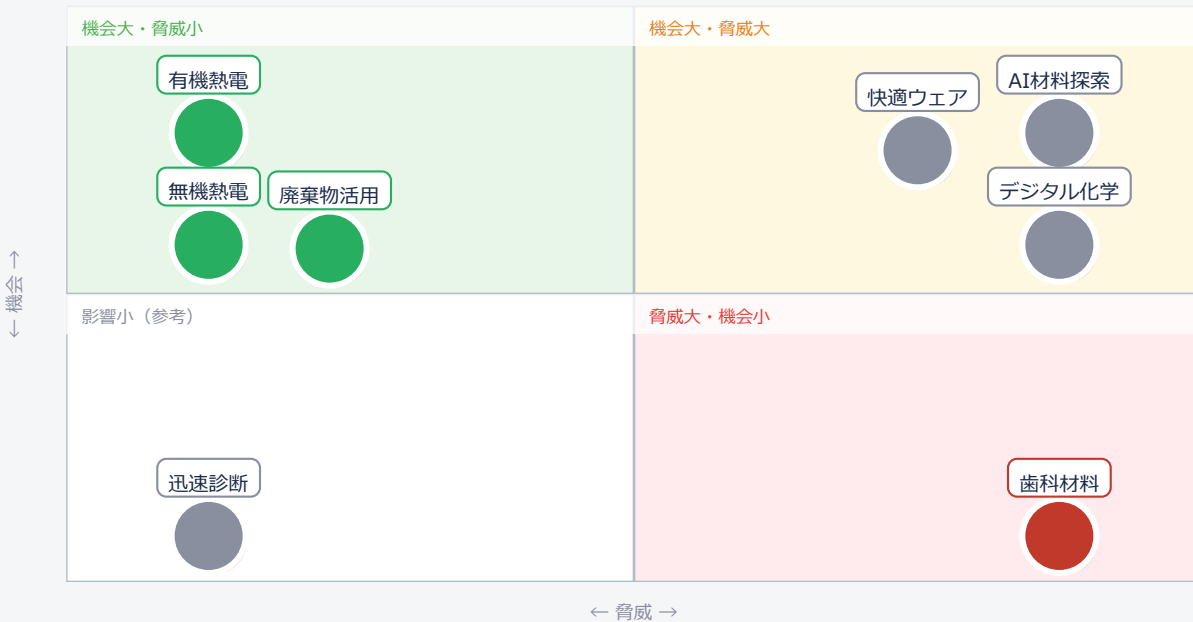 機会大・脅威小
機会大・脅威大
有機熱電
快適ウェア
AI材料探索
無機熱電
廃棄物活用
デジタル化学
← 機会 →
影響小（参考）
脅威大・機会小
迅速診断
歯科材料
← 脅威 →